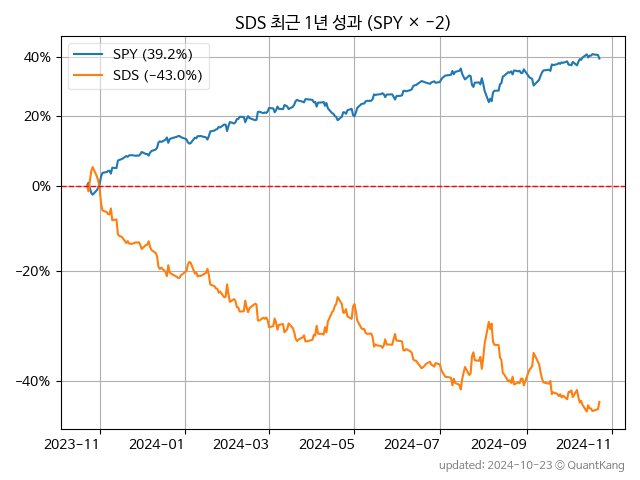 SDS 최근 1년 성과 (SPY × −2)
SPY (39.2%)
SDS (−43.0%)
40%
20%
0%
−20%
−40%
2023-11 2024-01 2024-03 2024-05 2024-07 2024-09 2024-11
updated: 2024-10-23 ⓒ QuantKang